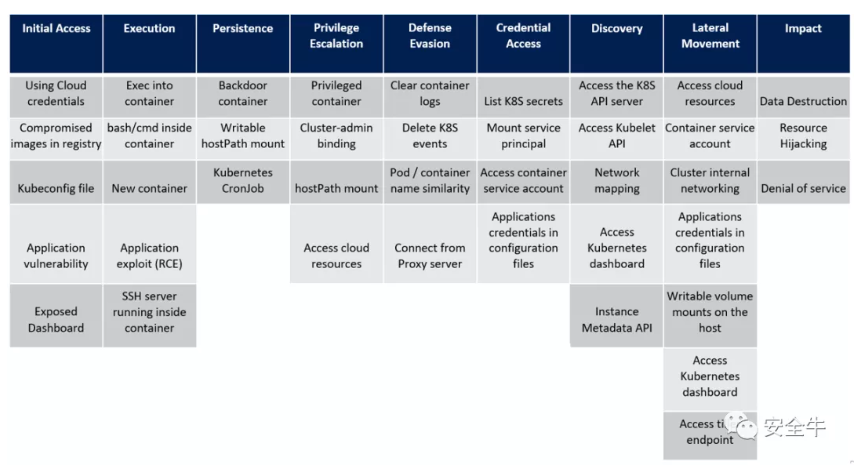 Initial Access
Execution
Persistence
Privilege
Escalation
Defense
Evasion
Credential
Access
Discovery
Lateral
Movement
Impact
Using Cloud
credentials
Exec into
container
Backdoor
container
Privileged
container
Clear container
logs
List K8S secrets
Access the K8S
API server
Access cloud
resources
Data Destruction
Compromised
images in registry
bash/cmd inside
container
Writable
hostPath mount
Cluster-admin
binding
Delete K8S
events
Mount service
principal
Access Kubelet
API
Container service
account
Resource
Hijacking
Kubeconfig file
New container
Kubernetes
CronJob
hostPath mount
Pod / container
name similarity
Access container
service account
Network
mapping
Cluster internal
networking
Denial of service
Application
vulnerability
Application
exploit (RCE)
Access cloud
resources
Connect from
Proxy server
Applications
credentials in
configuration
files
Access
Kubernetes
dashboard
Applications
credentials in
configuration
files
Exposed
Dashboard
SSH server
running inside
container
Instance
Metadata API
Writable volume
mounts on the
host
Access
Kubernetes
dashboard
Access
endpoint
安全牛